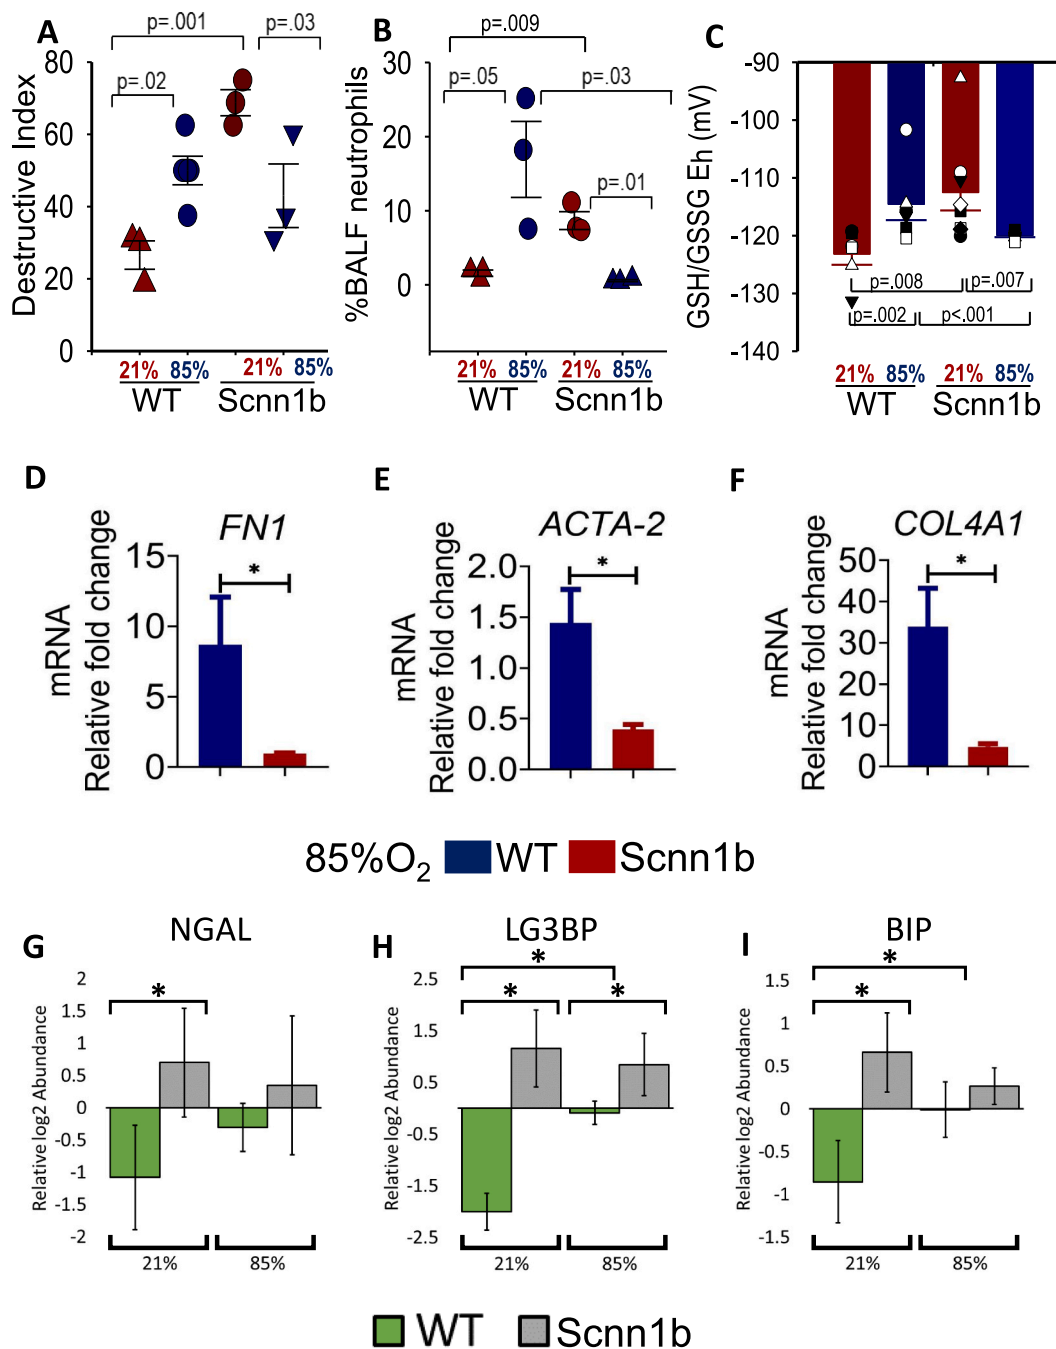 A
p=.001
p=.03
p=.02
Destructive Index
80
60
40
20
0
21% 85% 21% 85%
WT Scnn1b
B
p=.009
p=.05
p=.03
p=.01
%BALF neutrophils
30
20
10
0
21% 85% 21% 85%
WT Scnn1b
C
GSH/GSSG Eh (mV)
-90
-100
-110
-120
-130
-140
p=.008
p=.007
p=.002
p<.001
21% 85% 21% 85%
WT Scnn1b
D
FN1
*
mRNA
Relative fold change
15
10
5
0
E
ACTA-2
*
mRNA
Relative fold change
2.0
1.5
1.0
0.5
0.0
F
COL4A1
*
mRNA
Relative fold change
50
40
30
20
10
0
85%O₂ WT Scnn1b
G
NGAL
*
Relative log2 Abundance
2
1.5
1
0.5
0
-0.5
-1
-1.5
-2
21% 85%
H
LG3BP
*
* *
Relative log2 Abundance
2.5
1.5
0.5
-0.5
-1.5
-2.5
21% 85%
I
BIP
*
*
Relative log2 Abundance
1.5
1
0.5
0
-0.5
-1
-1.5
21% 85%
WT Scnn1b